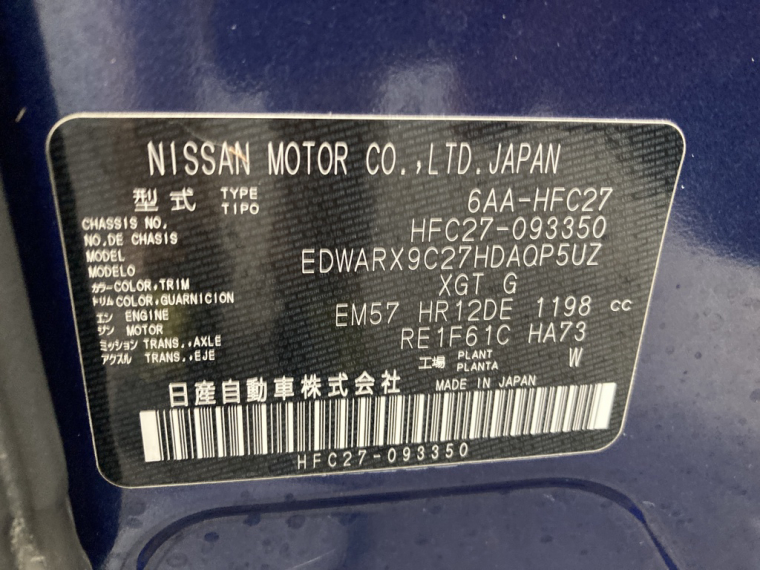 NISSAN MOTOR CO.,LTD.JAPAN
型式 TYPE TIPO 6AA-HFC27
CHASSIS NO. NO.DE CHASIS HFC27-093350
MODEL MODELO EDWARX9C27HDAQP5UZ
カラー COLOR,TRIM トリム COLOR,GUARNICION XGT G
エンジン ENGINE MOTOR EM57 HR12DE 1198 cc
ミッション TRANS.,AXLE アクスル TRANS.,EJE RE1F61C HA73
工場 PLANT PLANTA W
日産自動車株式会社 MADE IN JAPAN
HFC27-093350